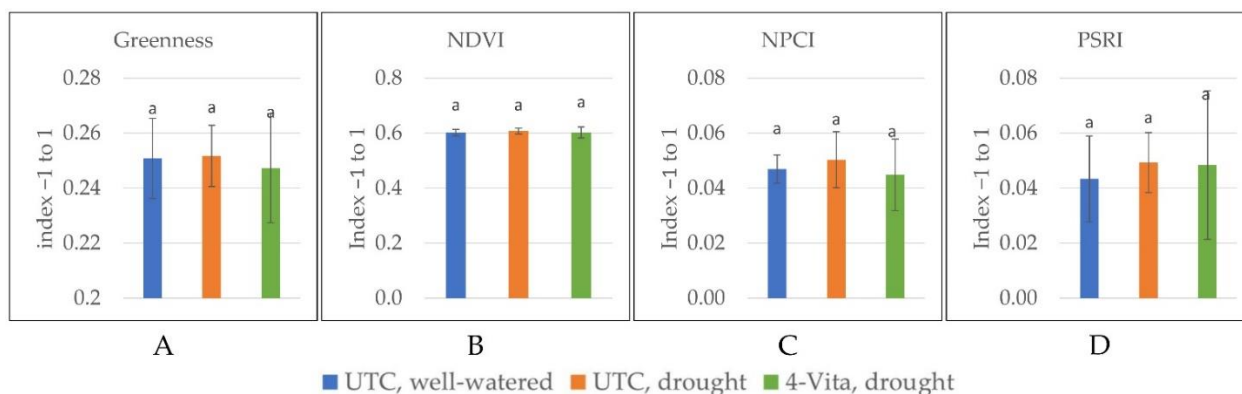 Greenness
index −1 to 1
0.28
0.26
0.24
0.22
0.2
a a a
A
NDVI
Index −1 to 1
0.8
0.6
0.4
0.6
0.0
a a a
B
NPCI
Index −1 to 1
0.08
0.06
0.04
0.02
0.00
a a a
C
PSRI
Index −1 to 1
0.08
0.06
0.04
0.02
0.00
a a a
D
UTC, well-watered UTC, drought 4-Vita, drought